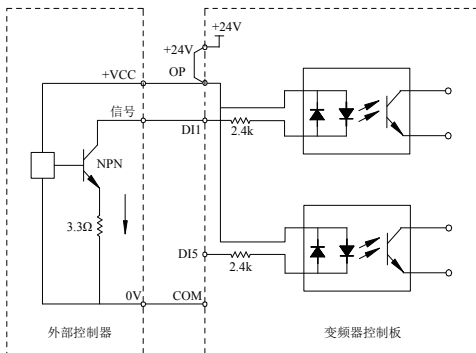 +24V
+24V
+VCC
OP
信号
DI1
2.4k
NPN
3.3Ω
DI5
2.4k
0V
COM
外部控制器
变频器控制板